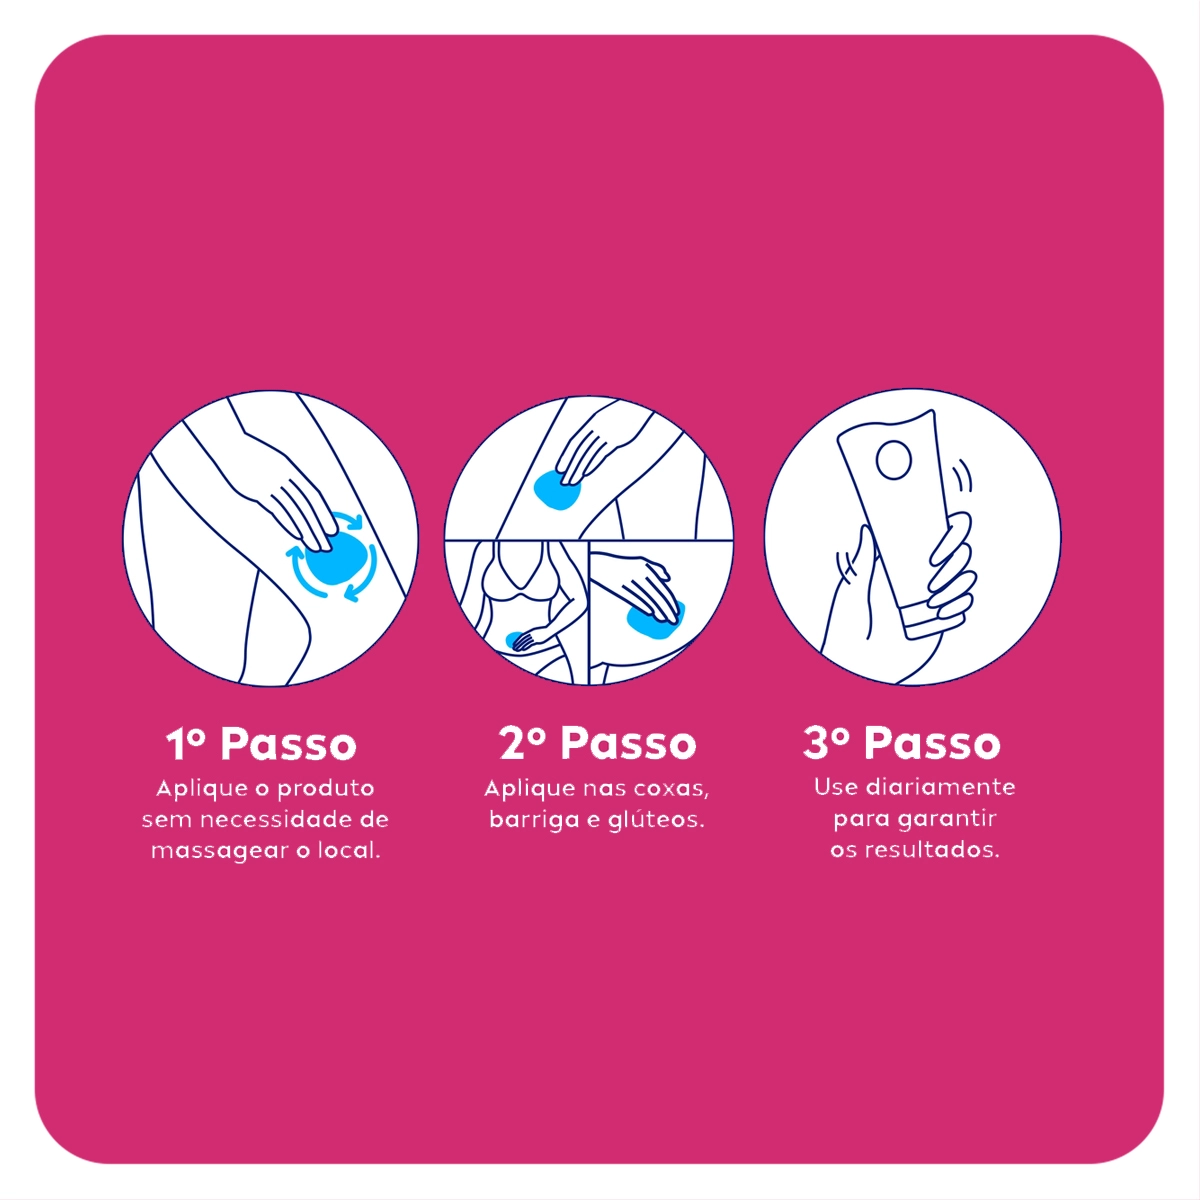 1º Passo
Aplique o produto
sem necessidade de
massagear o local.
2º Passo
Aplique nas coxas,
barriga e glúteos.
3º Passo
Use diariamente
para garantir
os resultados.